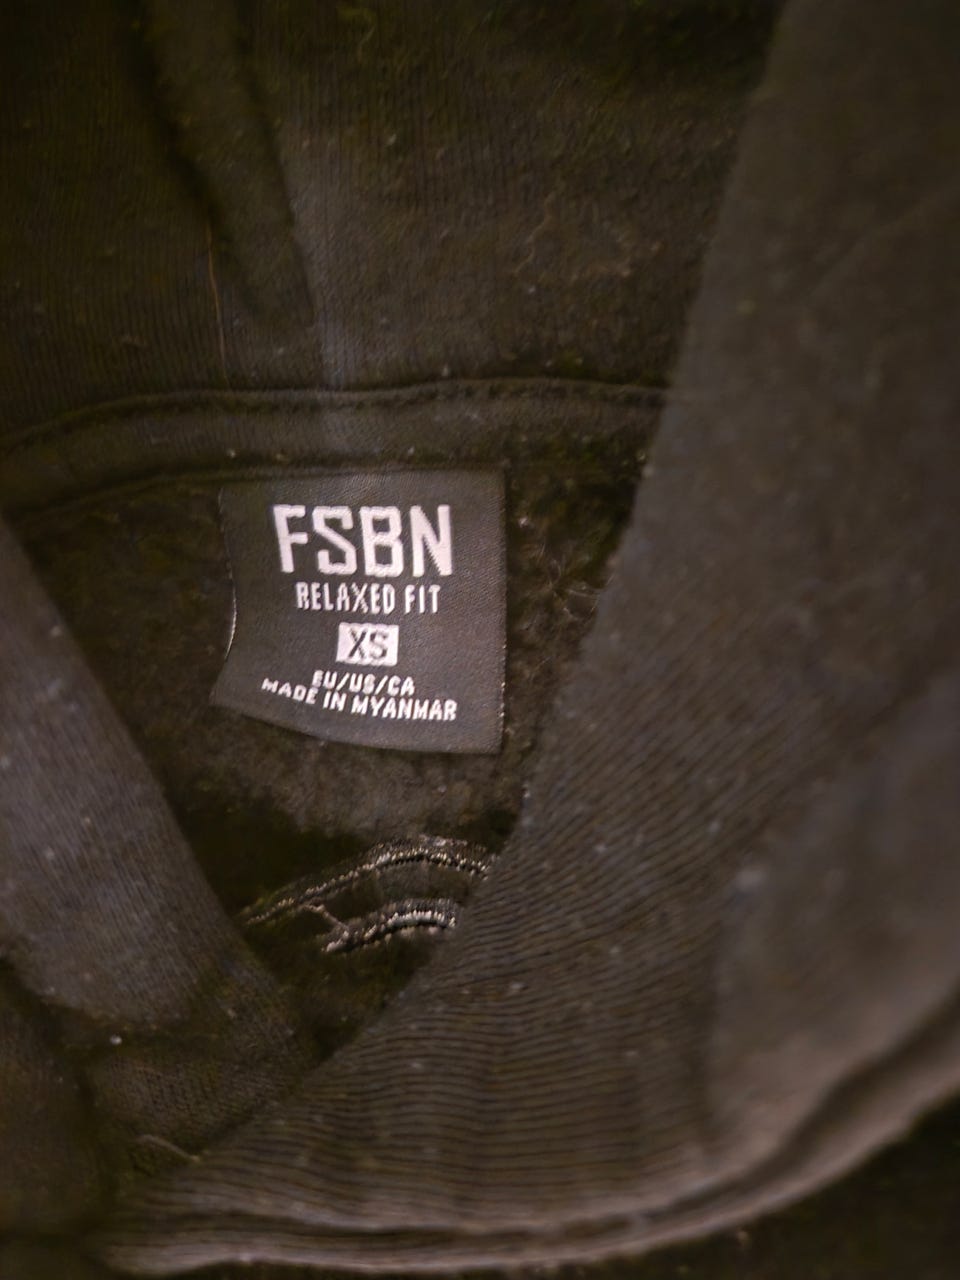 FSBN
RELAXED FIT
XS
EU/US/CA
MADE IN MYANMAR